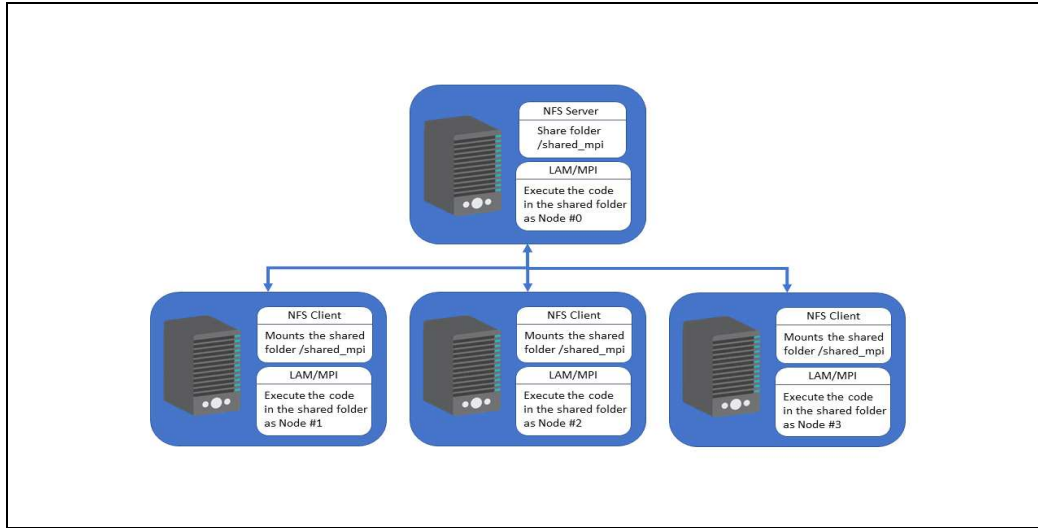 NFS Server
Share folder
/shared_mpi
LAM/MPI
Execute the code
in the shared folder
as Node #0
NFS Client
Mounts the shared
folder /shared_mpi
LAM/MPI
Execute the code
in the shared folder
as Node #1
NFS Client
Mounts the shared
folder /shared_mpi
LAM/MPI
Execute the code
in the shared folder
as Node #2
NFS Client
Mounts the shared
folder /shared_mpi
LAM/MPI
Execute the code
in the shared folder
as Node #3